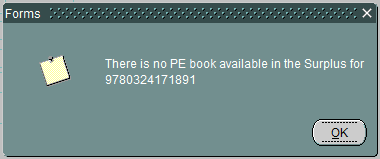 Forms
There is no PE book available in the Surplus for
9780324171891
OK